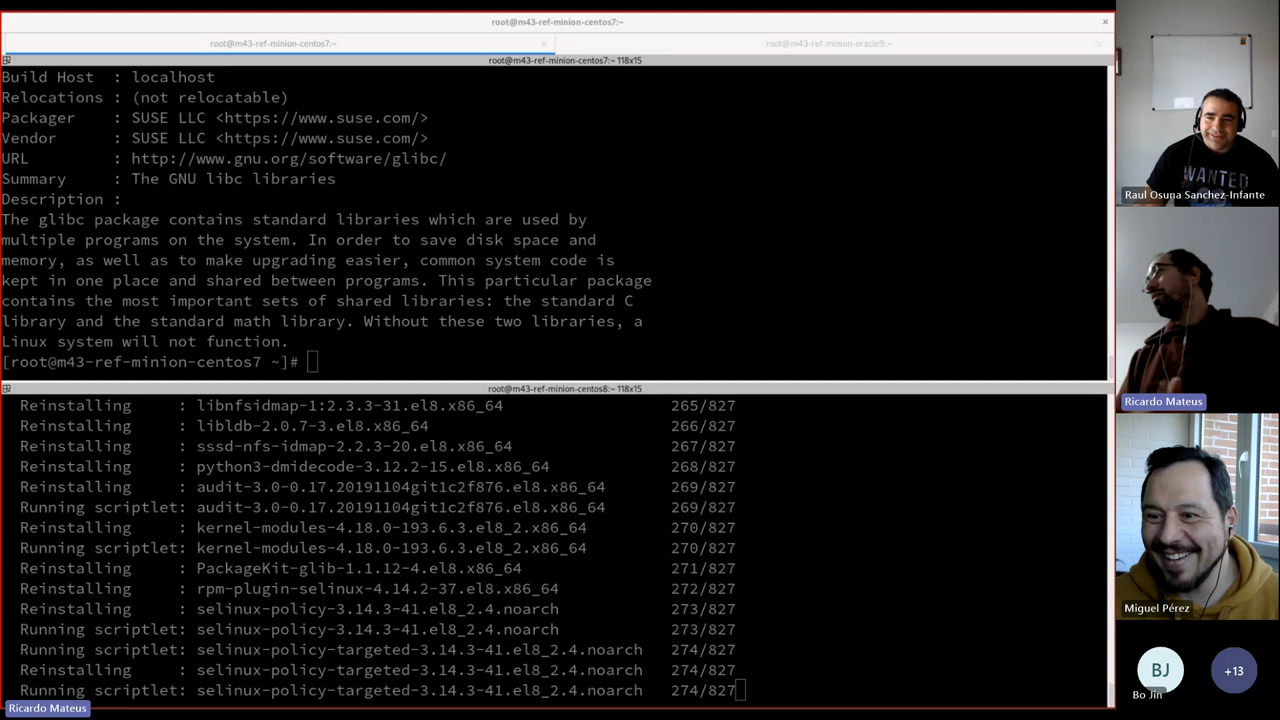 root@m43-ref-minion-centos7:~
×
root@m43-ref-minion-centos7:~
×
root@m43-ref-minion-oracle9:~
×
root@m43-ref-minion-centos7:~ 118x15
Build Host  : localhost
Relocations : (not relocatable)
Packager    : SUSE LLC <https://www.suse.com/>
Vendor      : SUSE LLC <https://www.suse.com/>
URL         : http://www.gnu.org/software/glibc/
Summary     : The GNU libc libraries
Description :
The glibc package contains standard libraries which are used by
multiple programs on the system. In order to save disk space and
memory, as well as to make upgrading easier, common system code is
kept in one place and shared between programs. This particular package
contains the most important sets of shared libraries: the standard C
library and the standard math library. Without these two libraries, a
Linux system will not function.
[root@m43-ref-minion-centos7 ~]#
root@m43-ref-minion-centos8:~ 118x15
Reinstalling     : libnfsidmap-1:2.3.3-31.el8.x86_64 265/827
Reinstalling     : libldb-2.0.7-3.el8.x86_64 266/827
Reinstalling     : sssd-nfs-idmap-2.2.3-20.el8.x86_64 267/827
Reinstalling     : python3-dmidecode-3.12.2-15.el8.x86_64 268/827
Reinstalling     : audit-3.0-0.17.20191104git1c2f876.el8.x86_64 269/827
Running scriptlet: audit-3.0-0.17.20191104git1c2f876.el8.x86_64 269/827
Reinstalling     : kernel-modules-4.18.0-193.6.3.el8_2.x86_64 270/827
Running scriptlet: kernel-modules-4.18.0-193.6.3.el8_2.x86_64 270/827
Reinstalling     : PackageKit-glib-1.1.12-4.el8.x86_64 271/827
Reinstalling     : rpm-plugin-selinux-4.14.2-37.el8.x86_64 272/827
Reinstalling     : selinux-policy-3.14.3-41.el8_2.4.noarch 273/827
Running scriptlet: selinux-policy-3.14.3-41.el8_2.4.noarch 273/827
Running scriptlet: selinux-policy-targeted-3.14.3-41.el8_2.4.noarch 274/827
Reinstalling     : selinux-policy-targeted-3.14.3-41.el8_2.4.noarch 274/827
Running scriptlet: selinux-policy-targeted-3.14.3-41.el8_2.4.noarch 274/827
Ricardo Mateus
WANTED
Raul Osuna Sanchez-Infante
Ricardo Mateus
Miguel Pérez
BJ
Bo Jin
+13